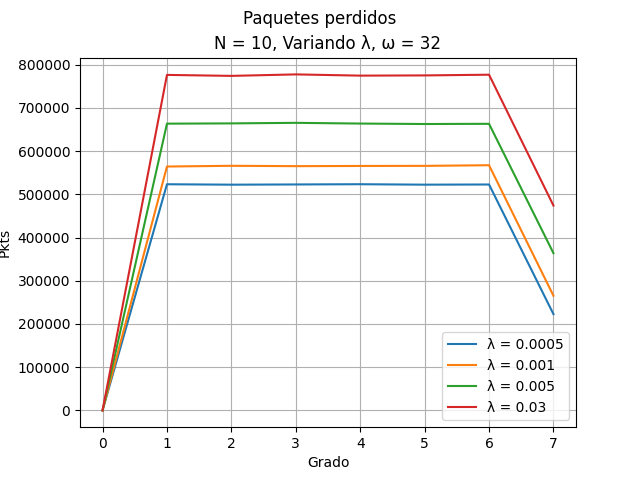 Paquetes perdidos
N = 10, Variando λ, ω = 32
800000
700000
600000
500000
400000
300000
200000
100000
0
Pkts
λ = 0.0005
λ = 0.001
λ = 0.005
λ = 0.03
0 1 2 3 4 5 6 7
Grado